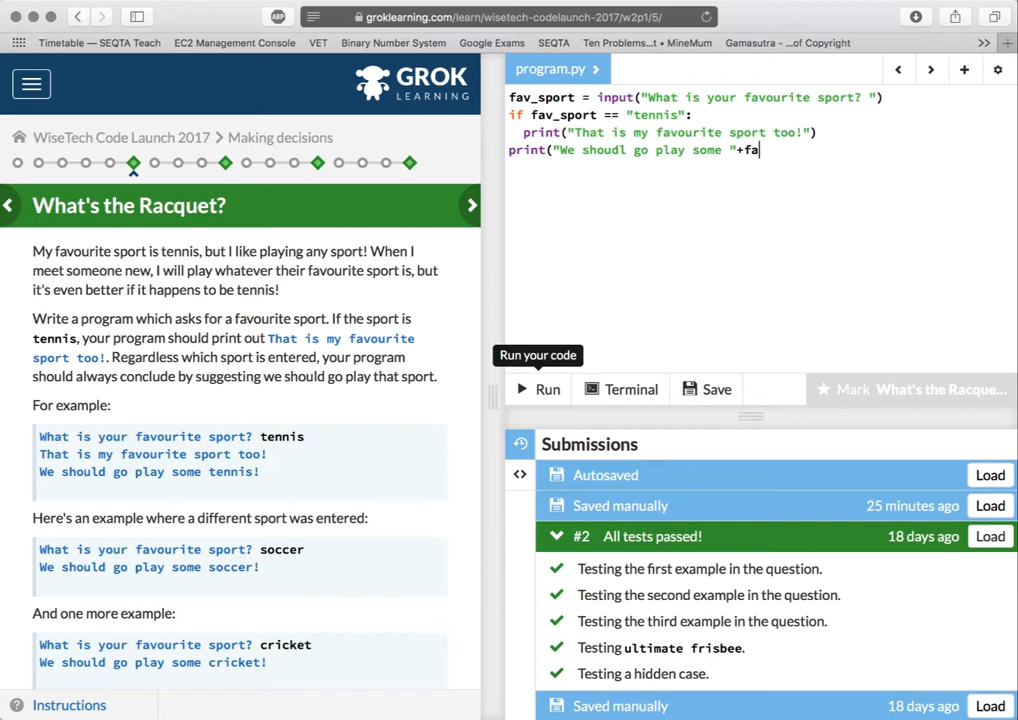 ABP
groklearning.com/learn/wisetech-codelaunch-2017/w2p1/5/
Timetable — SEQTA Teach EC2 Management Console VET Binary Number System Google Exams SEQTA Ten Problems...t • MineMum Gamasutra - ...of Copyright
GROK
LEARNING
WiseTech Code Launch 2017 > Making decisions
What's the Racquet?
My favourite sport is tennis, but I like playing any sport! When I
meet someone new, I will play whatever their favourite sport is, but
it's even better if it happens to be tennis!
Write a program which asks for a favourite sport. If the sport is
tennis, your program should print out That is my favourite
sport too!. Regardless which sport is entered, your program
should always conclude by suggesting we should go play that sport.
For example:
What is your favourite sport? tennis
That is my favourite sport too!
We should go play some tennis!
Here's an example where a different sport was entered:
What is your favourite sport? soccer
We should go play some soccer!
And one more example:
What is your favourite sport? cricket
We should go play some cricket!
Instructions
program.py
fav_sport = input("What is your favourite sport? ")
if fav_sport == "tennis":
print("That is my favourite sport too!")
print("We shoudl go play some "+fa
Run your code
Run Terminal Save Mark What's the Racque...
Submissions
Autosaved Load
Saved manually 25 minutes ago Load
#2 All tests passed! 18 days ago Load
Testing the first example in the question.
Testing the second example in the question.
Testing the third example in the question.
Testing ultimate frisbee.
Testing a hidden case.
Saved manually 18 days ago Load